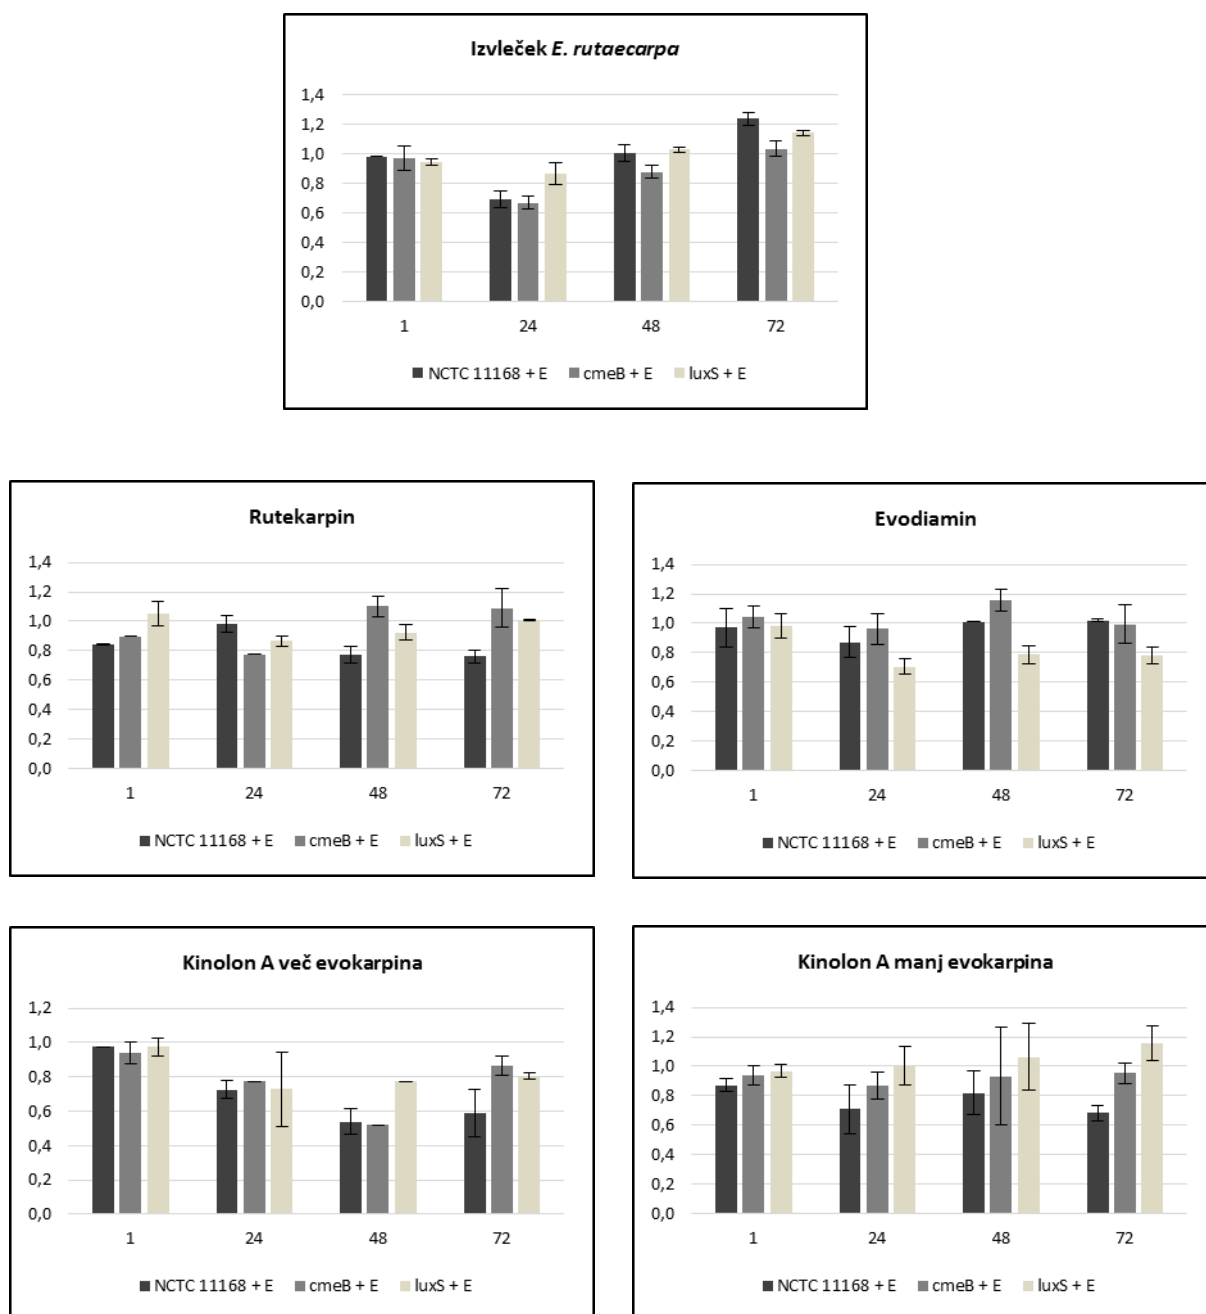 Izvleček E. rutaecarpa
1,4
1,2
1,0
0,8
0,6
0,4
0,2
0,0
1 24 48 72
NCTC 11168 + E cmeB + E luxS + E
Rutekarpin
1,4
1,2
1,0
0,8
0,6
0,4
0,2
0,0
1 24 48 72
NCTC 11168 + E cmeB + E luxS + E
Evodiamin
1,4
1,2
1,0
0,8
0,6
0,4
0,2
0,0
1 24 48 72
NCTC 11168 + E cmeB + E luxS + E
Kinolon A več evokarpina
1,2
1,0
0,8
0,6
0,4
0,2
0,0
1 24 48 72
NCTC 11168 + E cmeB + E luxS + E
Kinolon A manj evokarpina
1,4
1,2
1,0
0,8
0,6
0,4
0,2
0,0
1 24 48 72
NCTC 11168 + E cmeB + E luxS + E